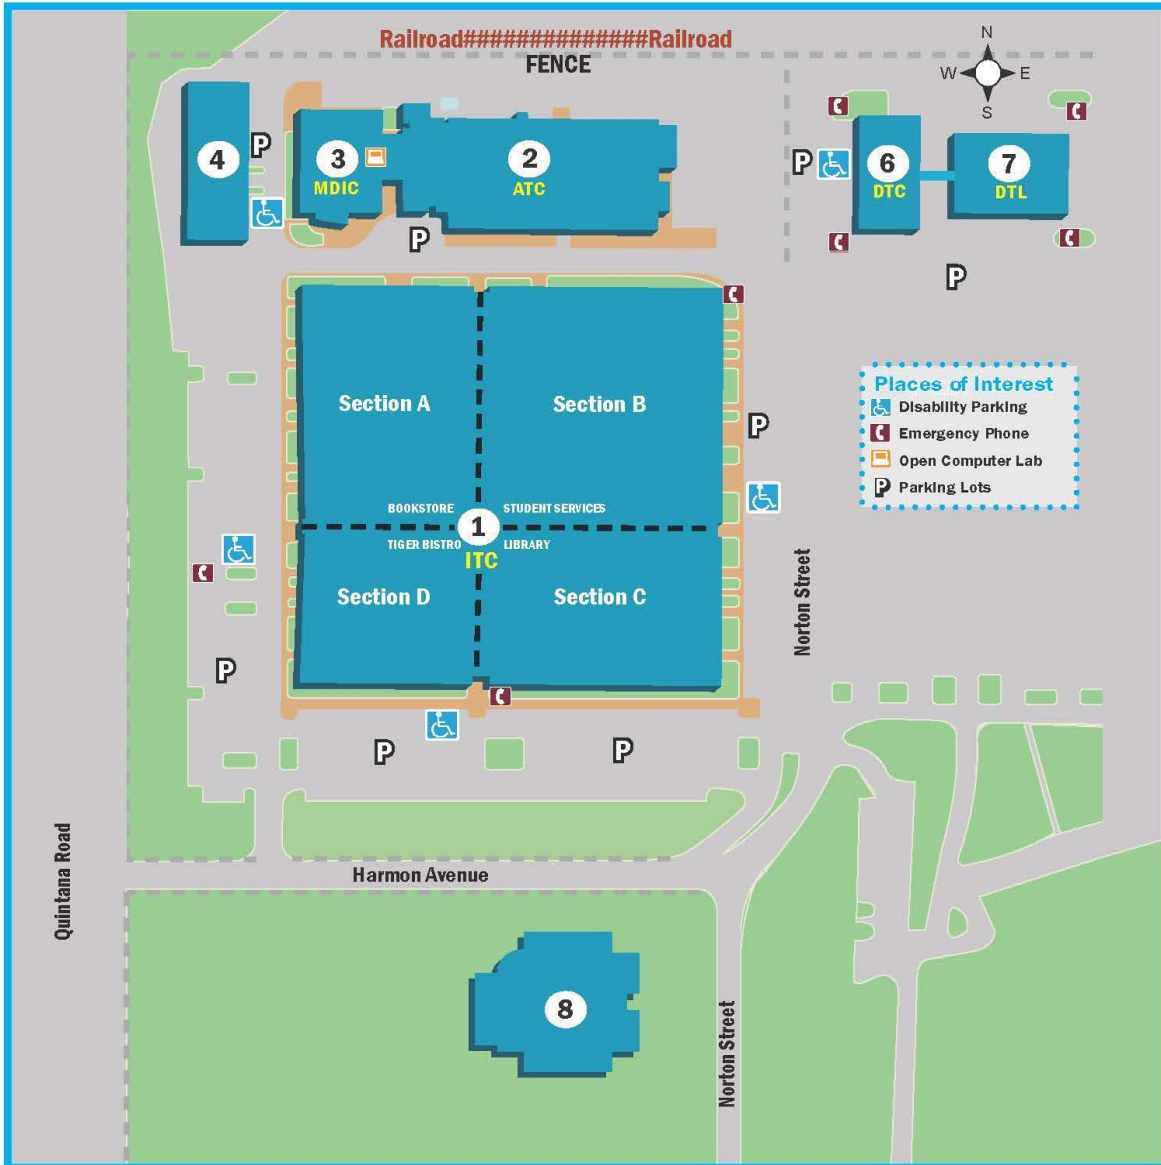 Railroad##############Railroad
FENCE
N
W E
S
4
P
3
MDIC
2
ATC
P
P
6
DTC
7
DTL
P
Section A
Section B
P
BOOKSTORE
STUDENT SERVICES
1
TIGER BISTRO
LIBRARY
ITC
Section D
Section C
P
P
P
Norton Street
Places of Interest
Disability Parking
Emergency Phone
Open Computer Lab
P Parking Lots
Quintana Road
Harmon Avenue
8
Norton Street